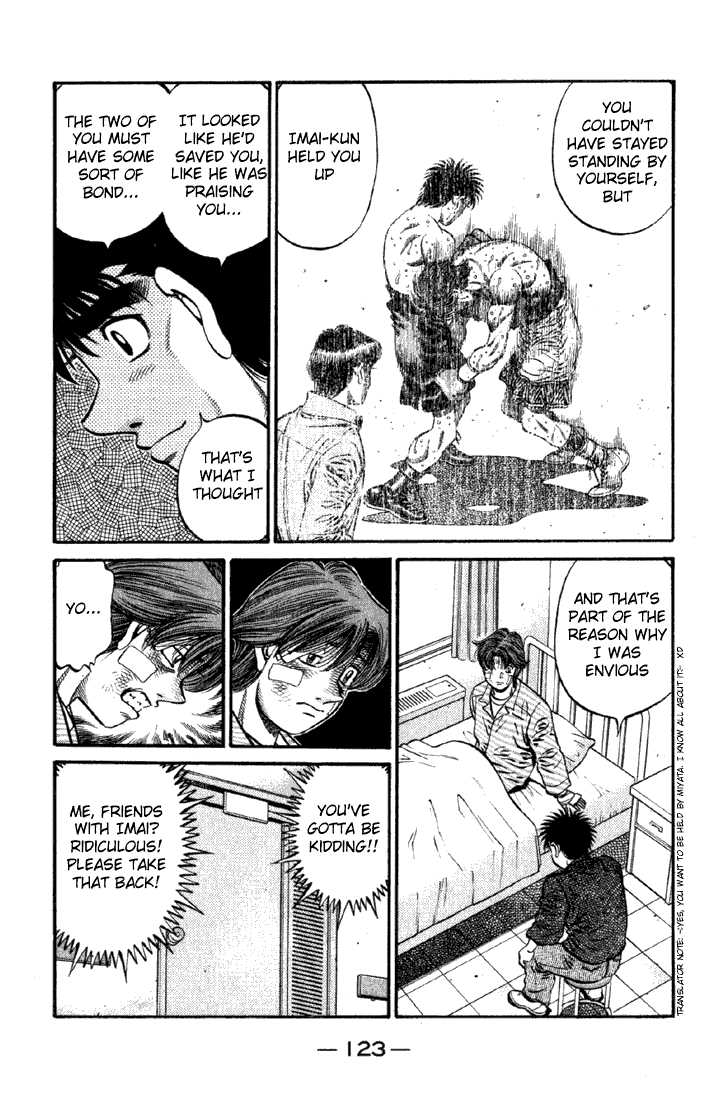 YOU
COULDN'T
HAVE STAYED
STANDING BY
YOURSELF,
BUT
IMAI-KUN
HELD YOU
UP
IT LOOKED
LIKE HE'D
SAVED YOU,
LIKE HE WAS
PRAISING
YOU...
THE TWO OF
YOU MUST
HAVE SOME
SORT OF
BOND...
THAT'S
WHAT I
THOUGHT
AND THAT'S
PART OF THE
REASON WHY
I WAS
ENVIOUS
TRANSLATOR NOTE: ~YES, YOU WANT TO BE HELD BY MIYATA. I KNOW ALL ABOUT IT~ KD
YO...
YOU'VE
GOTTA BE
KIDDING!!
ME, FRIENDS
WITH IMAI?
RIDICULOUS!
PLEASE TAKE
THAT BACK!
— 123 —